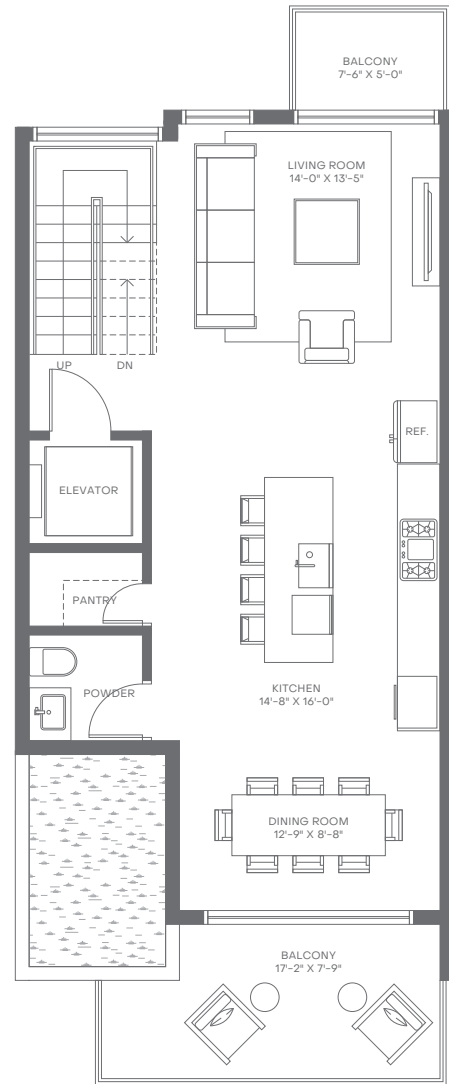 BALCONY
7'-6" X 5'-0"
LIVING ROOM
14'-0" X 13'-5"
UP
DN
REF.
ELEVATOR
PANTRY
POWDER
KITCHEN
14'-8" X 16'-0"
DINING ROOM
12'-9" X 8'-8"
BALCONY
17'-2" X 7'-9"